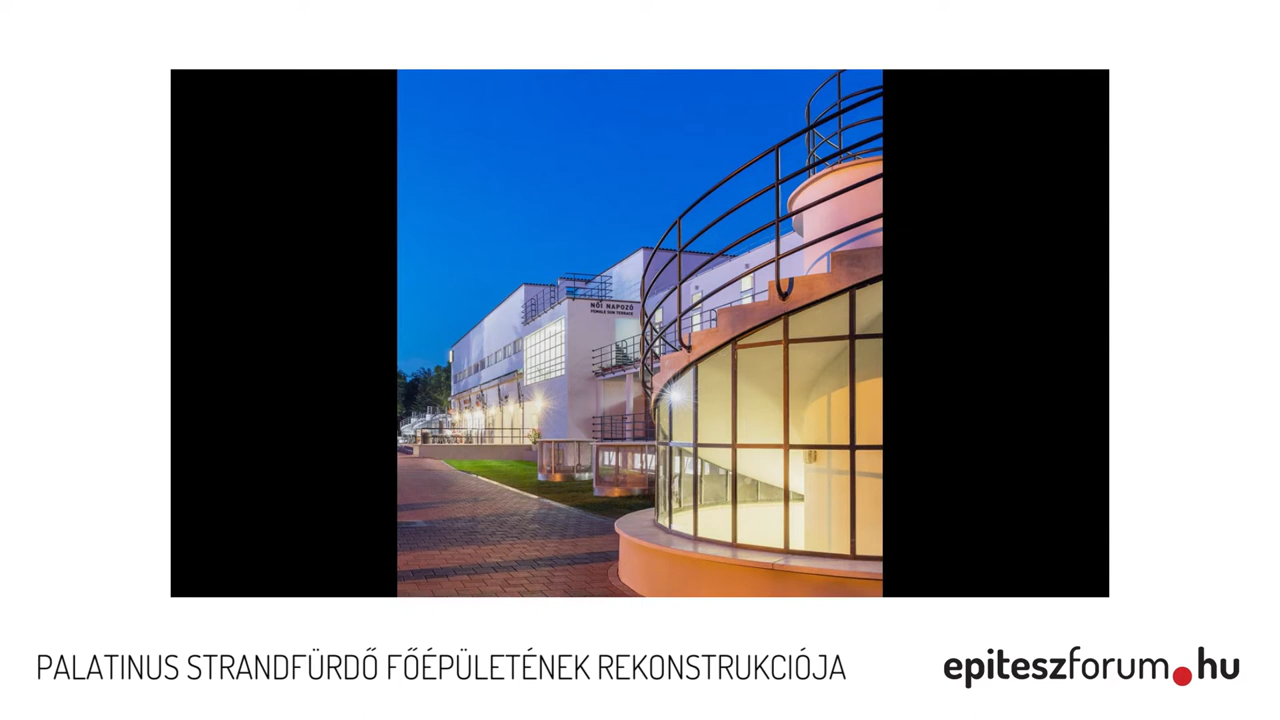 NŐI NAPOZÓ
FEMALE SUN TERRACE
PALATINUS STRANDFÜRDŐ FŐÉPÜLETÉNEK REKONSTRUKCIÓJA
epiteszforum.hu